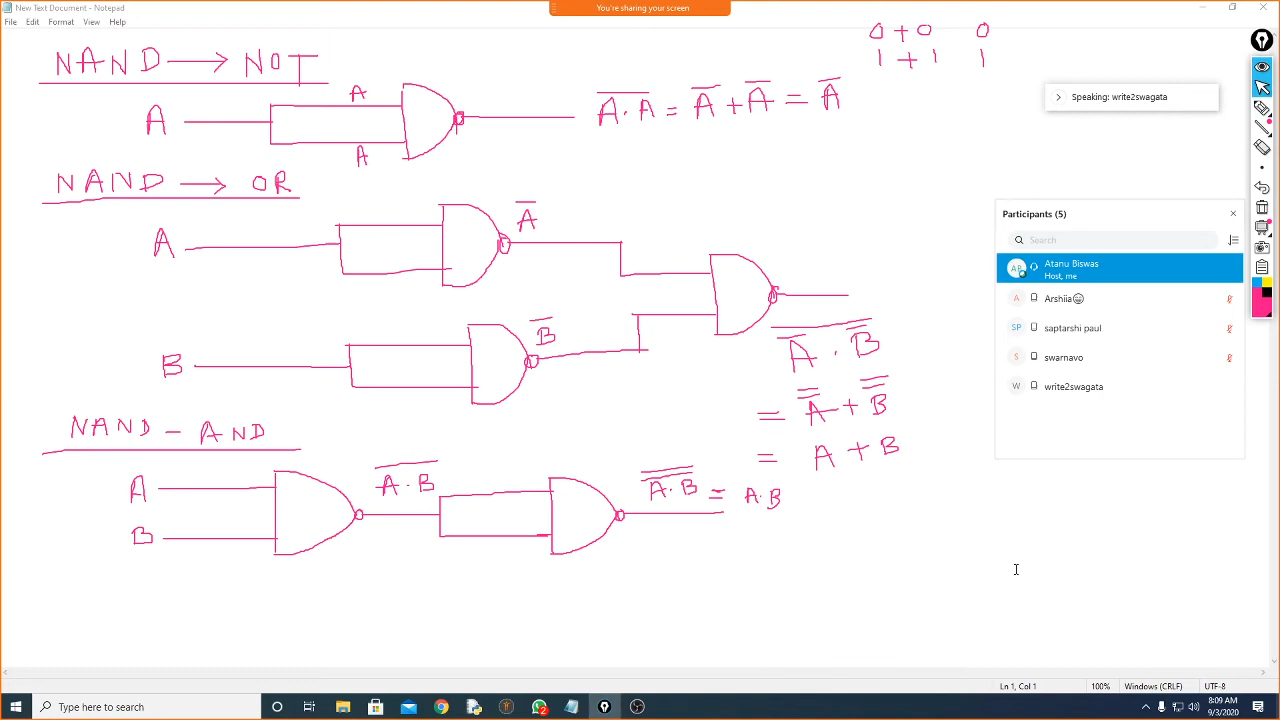 New Text Document - Notepad
You're sharing your screen
File Edit Format View Help
0 + 0 0
1 + 1 1
NAND → NOT
Speaking: write2swagata
A
A
A
A̅·̅A̅ = A̅ + A̅ = A̅
NAND → OR
Participants (5)
Search
AB Atanu Biswas
Host, me
A Arshiia😊
SP saptarshi paul
S swarnavo
W write2swagata
A
A̅
B
B̅
A̅̅ ̅·̅ B̅̅
= A̿ + B̿
= A + B
NAND - AND
A
B
A̅·̅B̅
A̿·̿B̿ = A·B
Ln 1, Col 1 100% Windows (CRLF) UTF-8
Type here to search
2
8:09 AM
9/3/2020